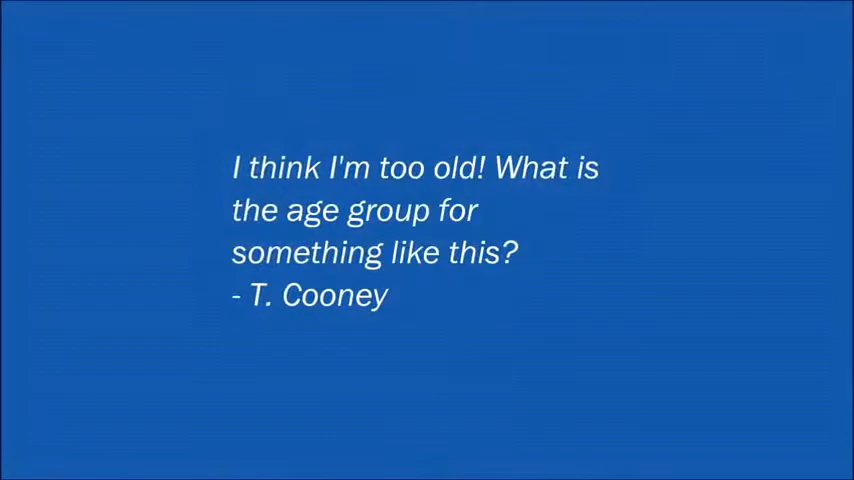 I think I'm too old! What is
the age group for
something like this?
- T. Cooney